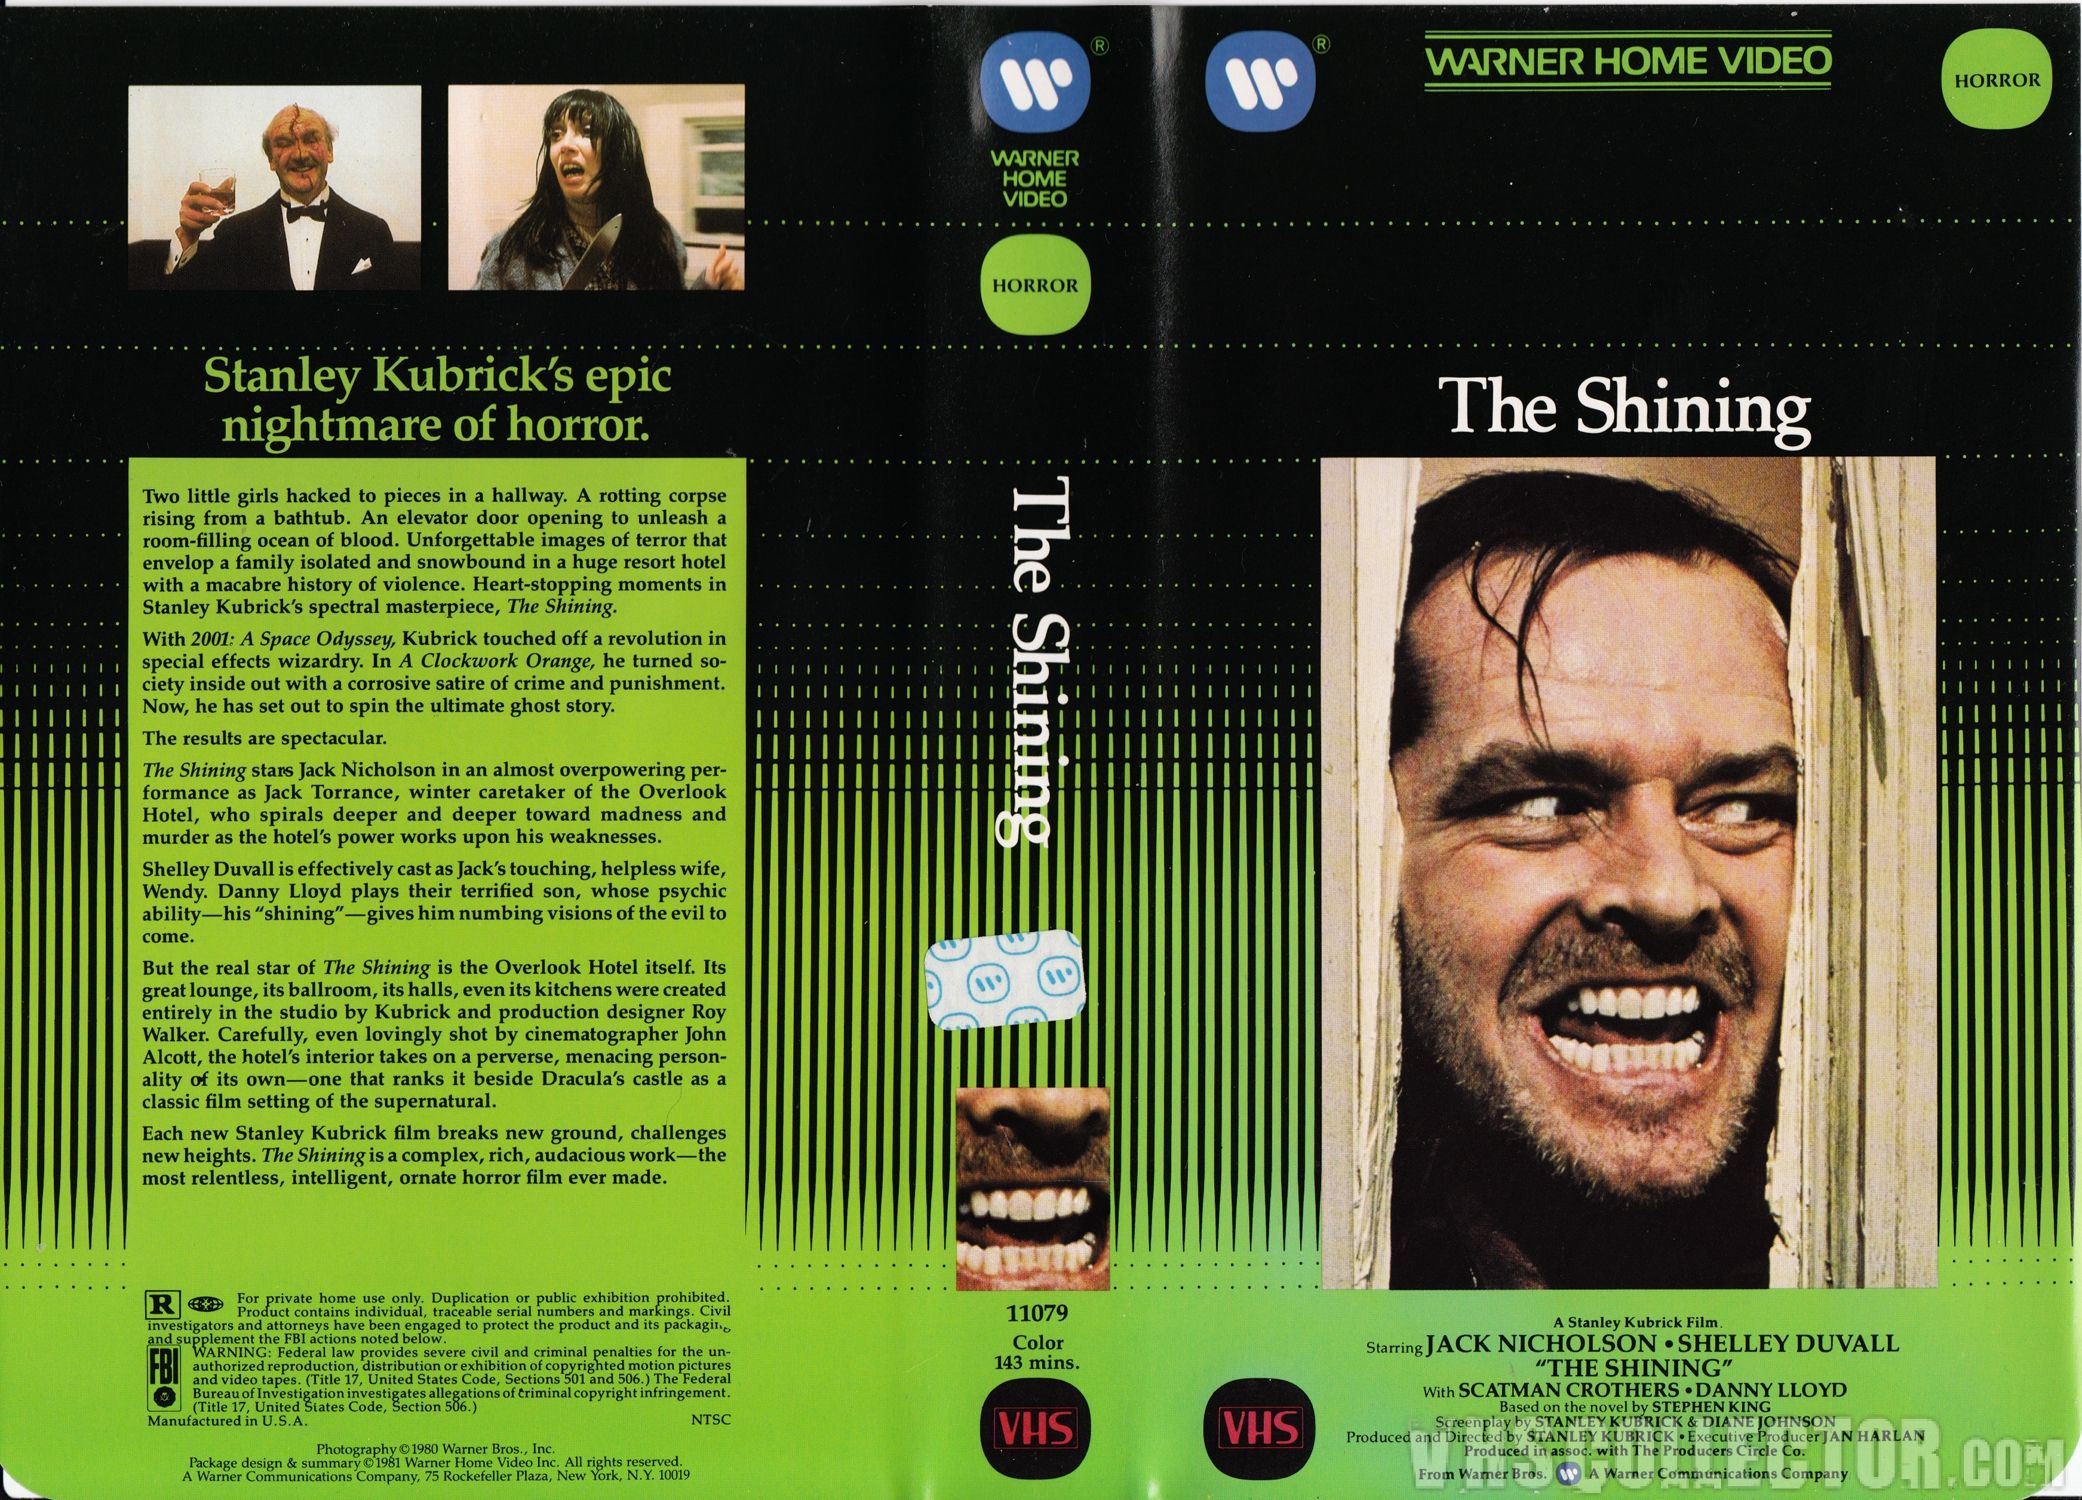 Stanley Kubrick's epic
nightmare of horror.
Two little girls hacked to pieces in a hallway. A rotting corpse
rising from a bathtub. An elevator door opening to unleash a
room-filling ocean of blood. Unforgettable images of terror that
envelop a family isolated and snowbound in a huge resort hotel
with a macabre history of violence. Heart-stopping moments in
Stanley Kubrick's spectral masterpiece, The Shining.
With 2001: A Space Odyssey, Kubrick touched off a revolution in
special effects wizardry. In A Clockwork Orange, he turned so-
ciety inside out with a corrosive satire of crime and punishment.
Now, he has set out to spin the ultimate ghost story.
The results are spectacular.
The Shining stars Jack Nicholson in an almost overpowering per-
formance as Jack Torrance, winter caretaker of the Overlook
Hotel, who spirals deeper and deeper toward madness and
murder as the hotel's power works upon his weaknesses.
Shelley Duvall is effectively cast as Jack's touching, helpless wife,
Wendy. Danny Lloyd plays their terrified son, whose psychic
ability—his “shining”—gives him numbing visions of the evil to
come.
But the real star of The Shining is the Overlook Hotel itself. Its
great lounge, its ballroom, its halls, even its kitchens were created
entirely in the studio by Kubrick and production designer Roy
Walker. Carefully, even lovingly shot by cinematographer John
Alcott, the hotel's interior takes on a perverse, menacing person-
ality of its own—one that ranks it beside Dracula's castle as a
classic film setting of the supernatural.
Each new Stanley Kubrick film breaks new ground, challenges
new heights. The Shining is a complex, rich, audacious work—the
most relentless, intelligent, ornate horror film ever made.
R For private home use only. Duplication or public exhibition prohibited.
Product contains individual, traceable serial numbers and markings. Civil
investigators and attorneys have been engaged to protect the product and its packaging
and supplement the FBI actions noted below.
FBI WARNING: Federal law provides severe civil and criminal penalties for the un-
authorized reproduction, distribution or exhibition of copyrighted motion pictures
and video tapes. (Title 17, United States Code, Sections 501 and 506.) The Federal
Bureau of Investigation investigates allegations of criminal copyright infringement.
(Title 17, United States Code, Section 506.)
Manufactured in U.S.A. NTSC
Photography ©1980 Warner Bros., Inc.
Package design & summary ©1981 Warner Home Video Inc. All rights reserved.
A Warner Communications Company, 75 Rockefeller Plaza, New York, N.Y. 10019
®
WARNER
HOME
VIDEO
HORROR
The Shining
11079
Color
143 mins.
VHS
®
WARNER HOME VIDEO
HORROR
The Shining
A Stanley Kubrick Film.
Starring JACK NICHOLSON • SHELLEY DUVALL
“THE SHINING”
With SCATMAN CROTHERS • DANNY LLOYD
Based on the novel by STEPHEN KING
Screenplay by STANLEY KUBRICK & DIANE JOHNSON
Produced and Directed by STANLEY KUBRICK • Executive Producer JAN HARLAN
Produced in assoc. with The Producers Circle Co.
From Warner Bros. A Warner Communications Company
VHS
VHSCOLLECTOR.COM